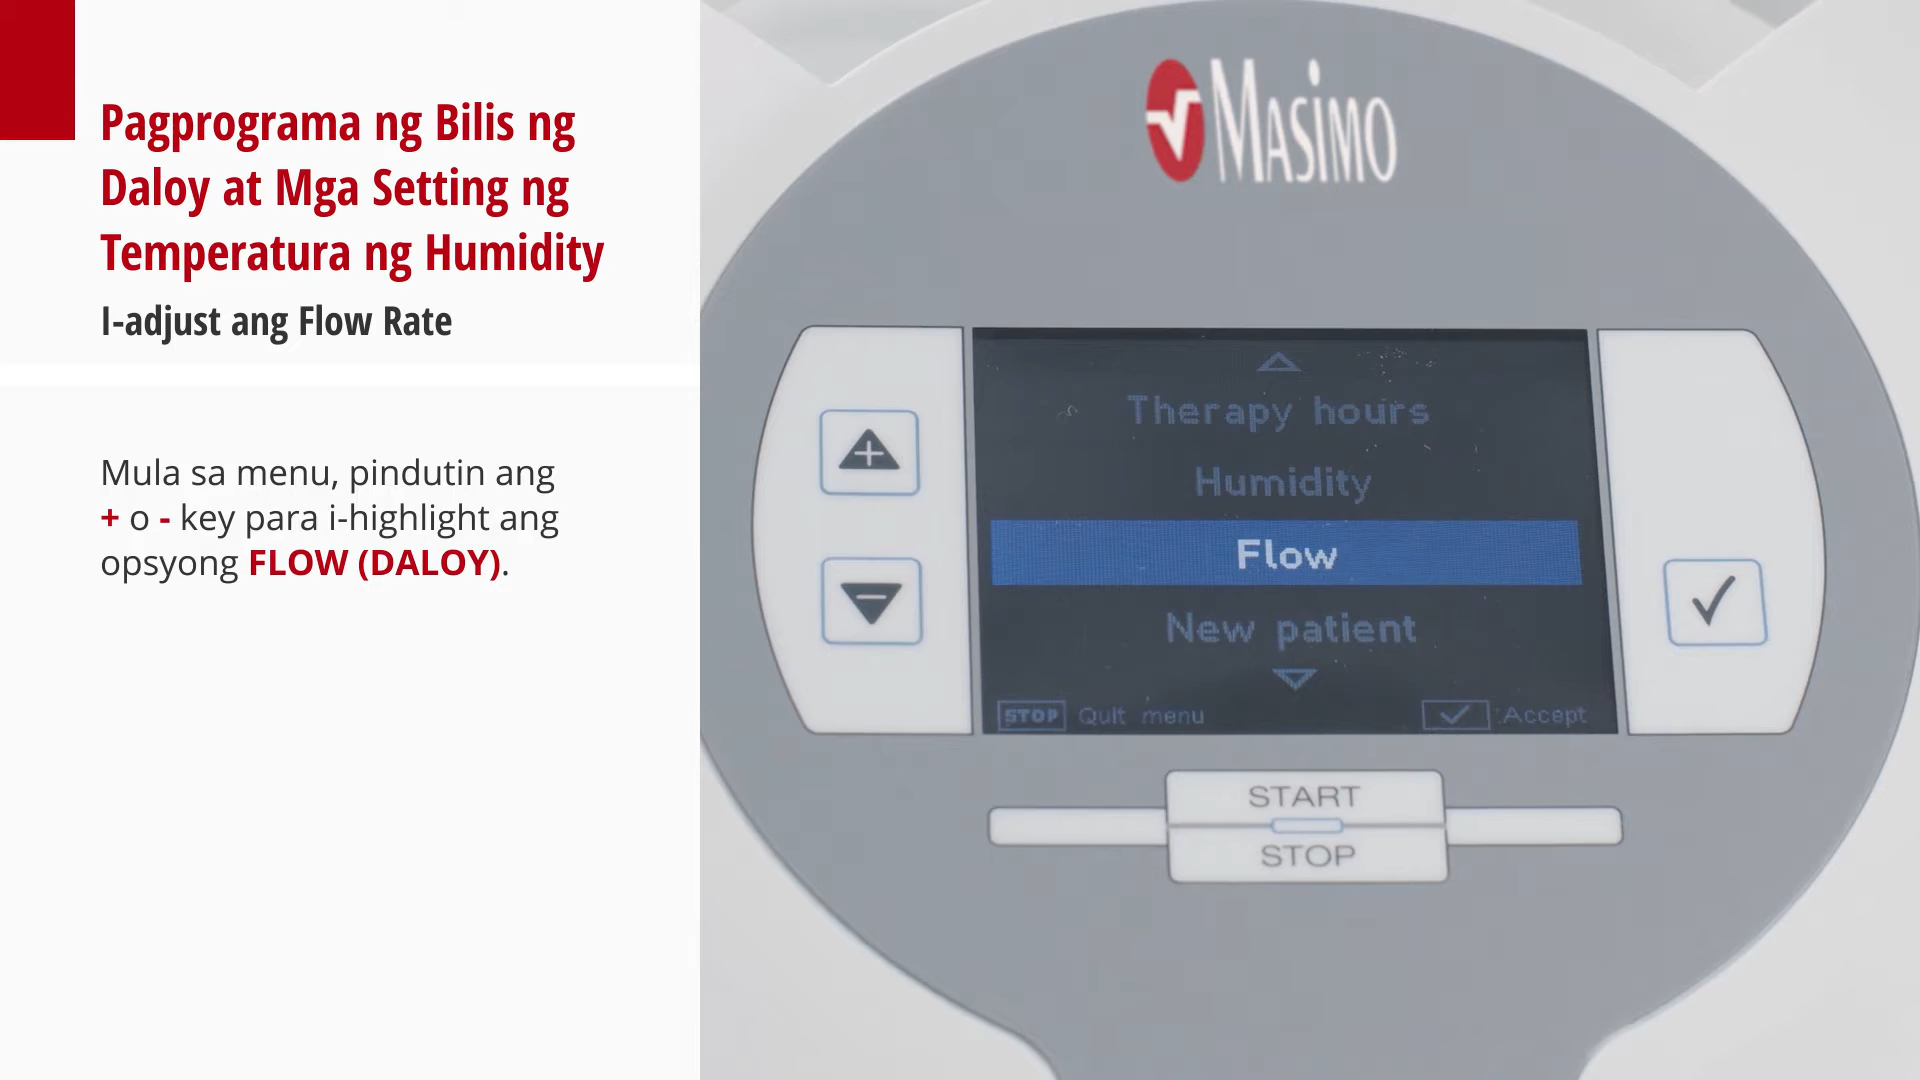 Pagprograma ng Bilis ng
Daloy at Mga Setting ng
Temperatura ng Humidity
I-adjust ang Flow Rate
Mula sa menu, pindutin ang
+ o - key para i-highlight ang
opsyong FLOW (DALOY).
MASIMO
Therapy hours
Humidity
Flow
New patient
STOP Quit menu
:Accept
START
STOP